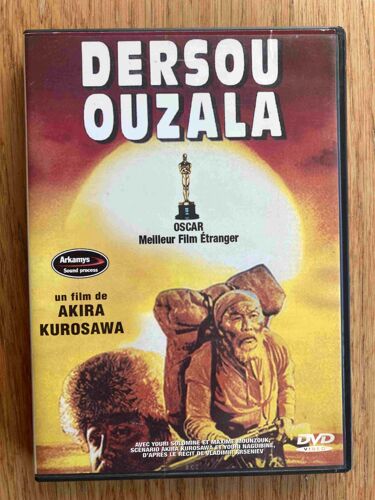 DERSOU
OUZALA
OSCAR
Meilleur Film Étranger
Arkamys
Sound process
un film de
AKIRA
KUROSAWA
AVEC YOURI SOLOMINE ET MAXIME MOUNZOUK,
SCENARIO AKIRA KUROSAWA ET YOURI NAGUIBINE,
D'APRÈS LE RÉCIT DE VLADIMIR ARSENIEV
DVD
VIDEO